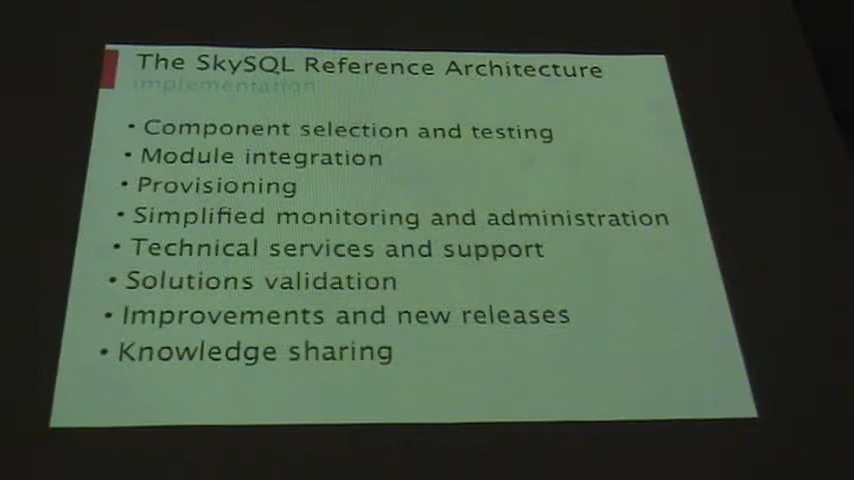 The SkySQL Reference Architecture
implementation
• Component selection and testing
• Module integration
• Provisioning
• Simplified monitoring and administration
• Technical services and support
• Solutions validation
• Improvements and new releases
• Knowledge sharing